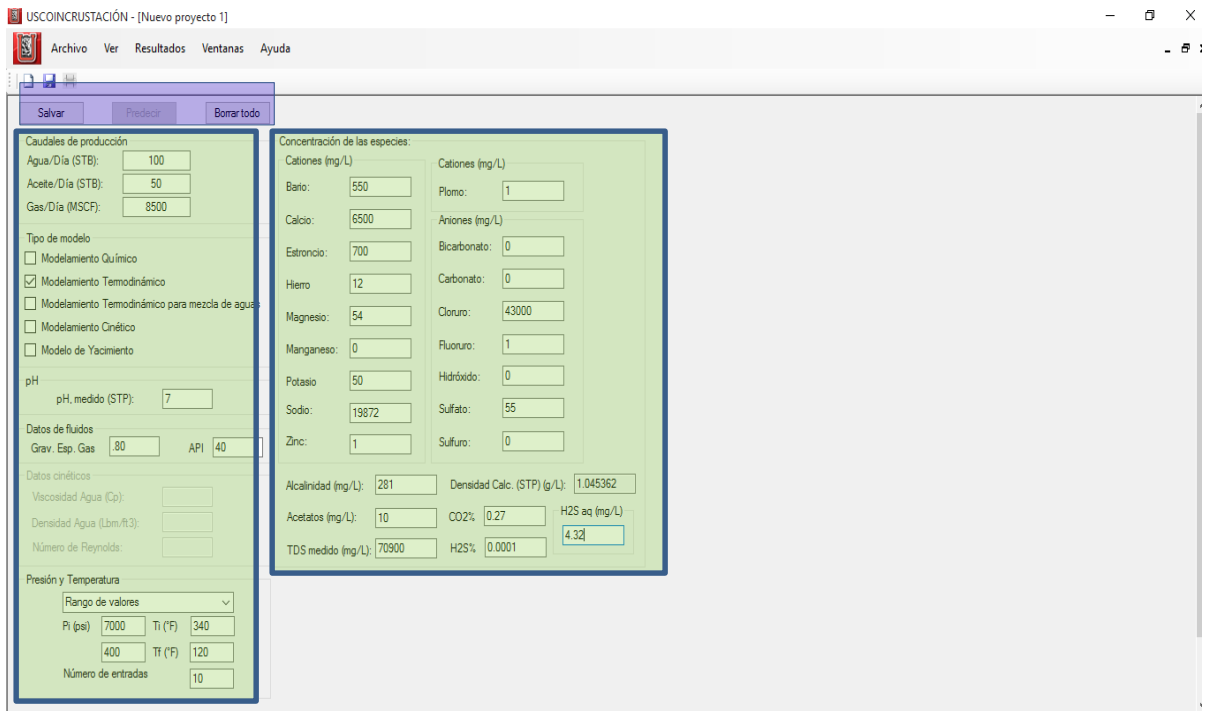 USCOINCRUSTACIÓN - [Nuevo proyecto 1]
Archivo Ver Resultados Ventanas Ayuda
Salvar Predecir Borrar todo
Caudales de producción
Agua/Día (STB): 100
Aceite/Día (STB): 50
Gas/Día (MSCF): 8500
Tipo de modelo
Modelamiento Químico
Modelamiento Termodinámico
Modelamiento Termodinámico para mezcla de aguas
Modelamiento Cinético
Modelo de Yacimiento
pH
pH, medido (STP): 7
Datos de fluidos
Grav. Esp. Gas .80 API 40
Datos cinéticos
Viscosidad Agua (Cp):
Densidad Agua (Lbm/ft3):
Número de Reynolds:
Presión y Temperatura
Rango de valores
Pi (psi) 7000 Ti (°F) 340
400 Tf (°F) 120
Número de entradas 10
Concentración de las especies:
Cationes (mg/L)
Bario: 550
Calcio: 6500
Estroncio: 700
Hierro 12
Magnesio: 54
Manganeso: 0
Potasio 50
Sodio: 19872
Zinc: 1
Cationes (mg/L)
Plomo: 1
Aniones (mg/L)
Bicarbonato: 0
Carbonato: 0
Cloruro: 43000
Fluoruro: 1
Hidróxido: 0
Sulfato: 55
Sulfuro: 0
Alcalinidad (mg/L): 281 Densidad Calc. (STP) (g/L): 1.045362
Acetatos (mg/L): 10 CO2% 0.27 H2S aq (mg/L)
4.32
TDS medido (mg/L): 70900 H2S% 0.0001